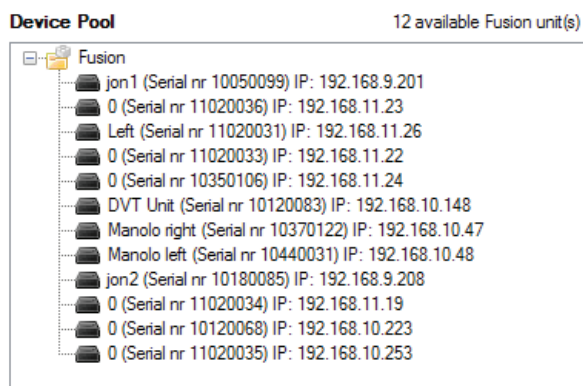 Device Pool 12 available Fusion unit(s)
Fusion
jon1 (Serial nr 10050099) IP: 192.168.9.201
0 (Serial nr 11020036) IP: 192.168.11.23
Left (Serial nr 11020031) IP: 192.168.11.26
0 (Serial nr 11020033) IP: 192.168.11.22
0 (Serial nr 10350106) IP: 192.168.11.24
DVT Unit (Serial nr 10120083) IP: 192.168.10.148
Manolo right (Serial nr 10370122) IP: 192.168.10.47
Manolo left (Serial nr 10440031) IP: 192.168.10.48
jon2 (Serial nr 10180085) IP: 192.168.9.208
0 (Serial nr 11020034) IP: 192.168.11.19
0 (Serial nr 10120068) IP: 192.168.10.223
0 (Serial nr 11020035) IP: 192.168.10.253